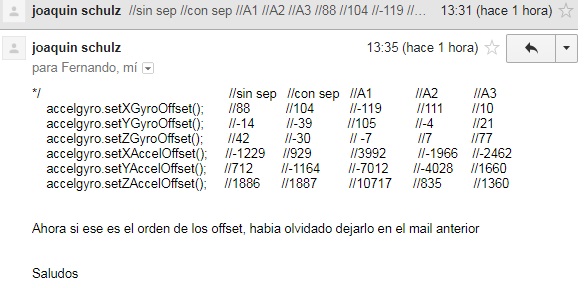 joaquin schulz //sin sep //con sep //A1 //A2 //A3 //88 //104 //-119 //... 13:31 (hace 1 hora)
joaquin schulz 13:35 (hace 1 hora)
para Fernando, mí
*/ //sin sep //con sep //A1 //A2 //A3
accelgyro.setXGyroOffset(); //88 //104 //-119 //111 //10
accelgyro.setYGyroOffset(); //-14 //-39 //105 //-4 //21
accelgyro.setZGyroOffset(); //42 //-30 // -7 //7 //77
accelgyro.setXAccelOffset(); //-1229 //929 //3992 //-1966 //-2462
accelgyro.setYAccelOffset(); //712 //-1164 //-7012 //-4028 //1660
accelgyro.setZAccelOffset(); //1886 //1887 //10717 //835 //1360
Ahora si ese es el orden de los offset, habia olvidado dejarlo en el mail anterior
Saludos